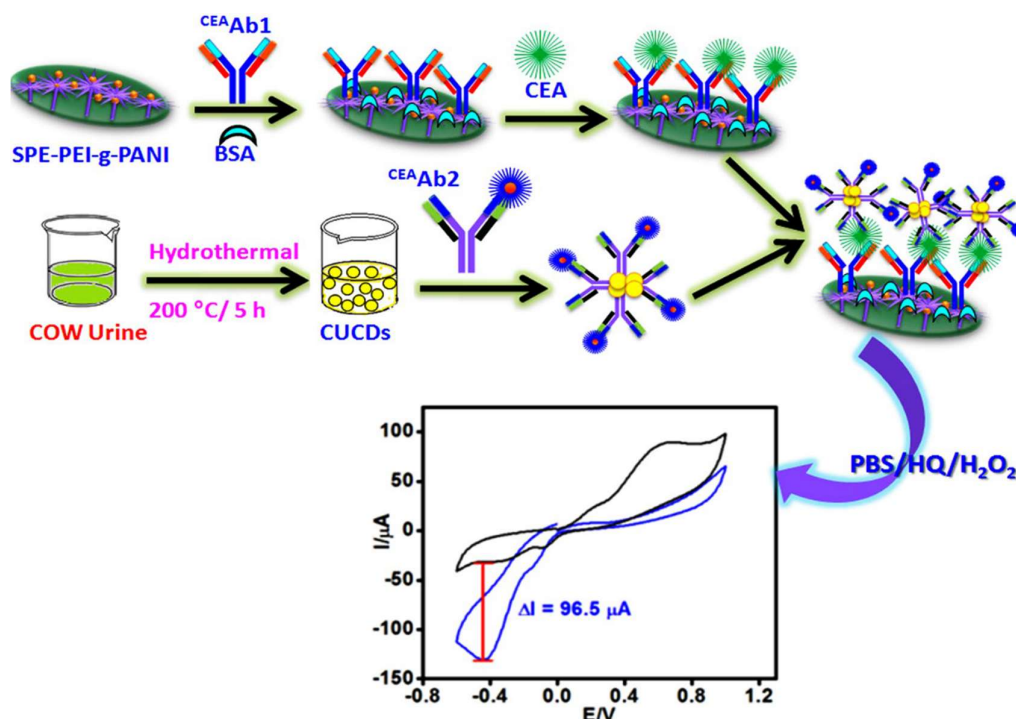 CEAAb1
BSA
SPE-PEI-g-PANI
CEA
CEAAb2
Hydrothermal
200 °C/ 5 h
COW Urine
CUCDs
PBS/HQ/H₂O₂
100
50
0
-50
-100
-150
I/µA
ΔI = 96.5 µA
-0.8
-0.4
0.0
0.4
0.8
1.2
E/V